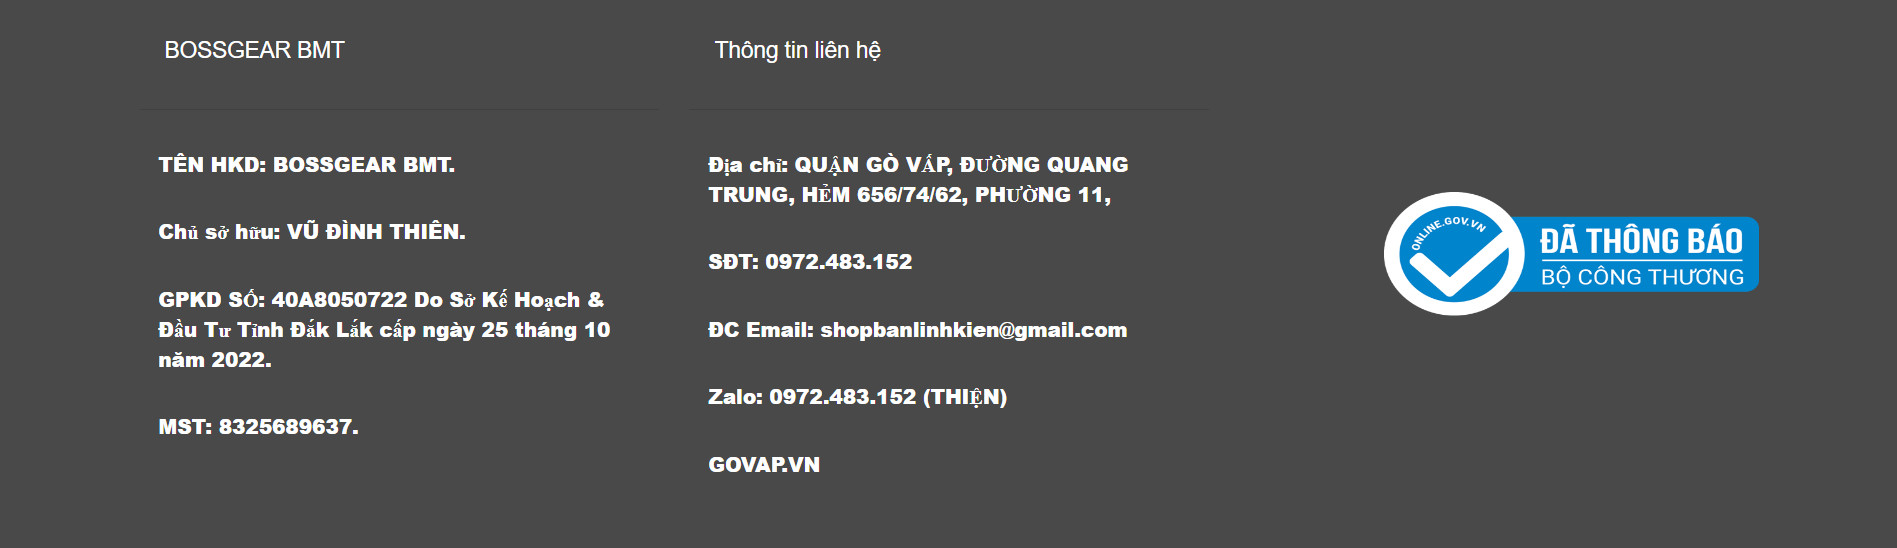 BOSSGEAR BMT
TÊN HKD: BOSSGEAR BMT.
Chủ sở hữu: VŨ ĐÌNH THIÊN.
GPKD SỐ: 40A8050722 Do Sở Kế Hoạch &
Đầu Tư Tỉnh Đắk Lắk cấp ngày 25 tháng 10
năm 2022.
MST: 8325689637.
Thông tin liên hệ
Địa chỉ: QUẬN GÒ VẤP, ĐƯỜNG QUANG
TRUNG, HẺM 656/74/62, PHƯỜNG 11,
SĐT: 0972.483.152
ĐC Email: shopbanlinhkien@gmail.com
Zalo: 0972.483.152 (THIỆN)
GOVAP.VN
ONLINE.GOV.VN
ĐÃ THÔNG BÁO
BỘ CÔNG THƯƠNG